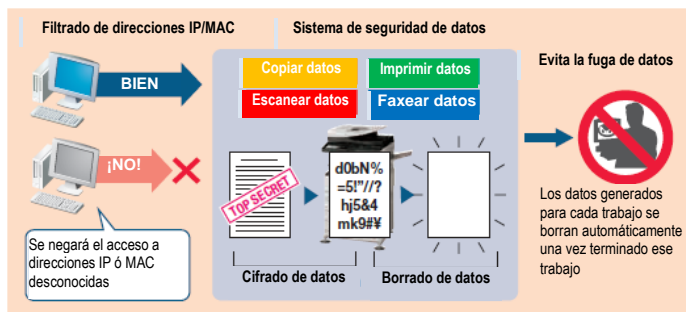 Filtrado de direcciones IP/MAC
Sistema de seguridad de datos
BIEN
¡NO!
Se negará el acceso a
direcciones IP ó MAC
desconocidas
Copiar datos
Imprimir datos
Escanear datos
Faxear datos
TOP SECRET
d0bN%
=5!"//?
hj5&4
mk9#¥
Cifrado de datos
Borrado de datos
Evita la fuga de datos
Los datos generados
para cada trabajo se
borran automáticamente
una vez terminado ese
trabajo